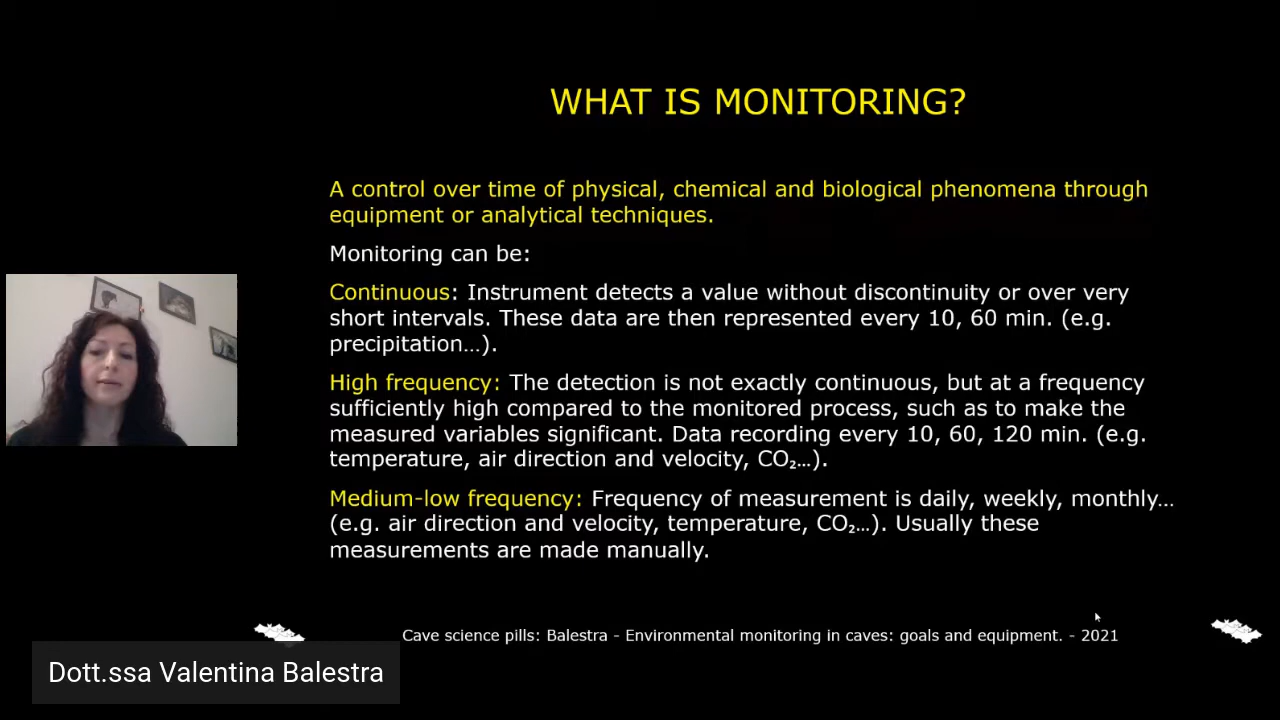 WHAT IS MONITORING?
A control over time of physical, chemical and biological phenomena through
equipment or analytical techniques.
Monitoring can be:
Continuous: Instrument detects a value without discontinuity or over very
short intervals. These data are then represented every 10, 60 min. (e.g.
precipitation…).
High frequency: The detection is not exactly continuous, but at a frequency
sufficiently high compared to the monitored process, such as to make the
measured variables significant. Data recording every 10, 60, 120 min. (e.g.
temperature, air direction and velocity, CO₂…).
Medium-low frequency: Frequency of measurement is daily, weekly, monthly…
(e.g. air direction and velocity, temperature, CO₂…). Usually these
measurements are made manually.
Cave science pills: Balestra - Environmental monitoring in caves: goals and equipment. - 2021
Dott.ssa Valentina Balestra